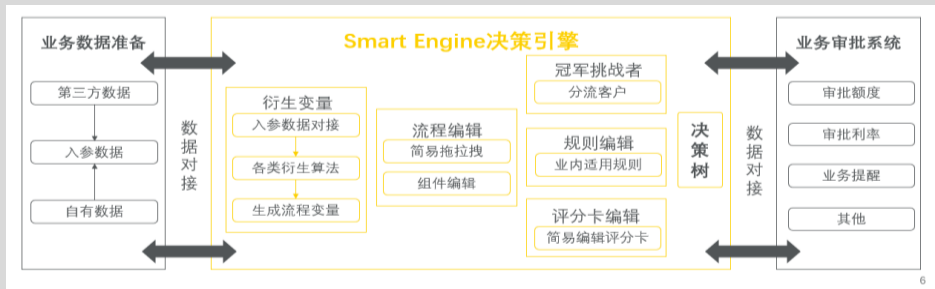 业务数据准备
第三方数据
入参数据
自有数据
数据对接
Smart Engine决策引擎
衍生变量
入参数据对接
各类衍生算法
生成流程变量
流程编辑
简易拖拉拽
组件编辑
冠军挑战者
分流客户
规则编辑
业内适用规则
评分卡编辑
简易编辑评分卡
决策树
数据对接
业务审批系统
审批额度
审批利率
业务提醒
其他
6